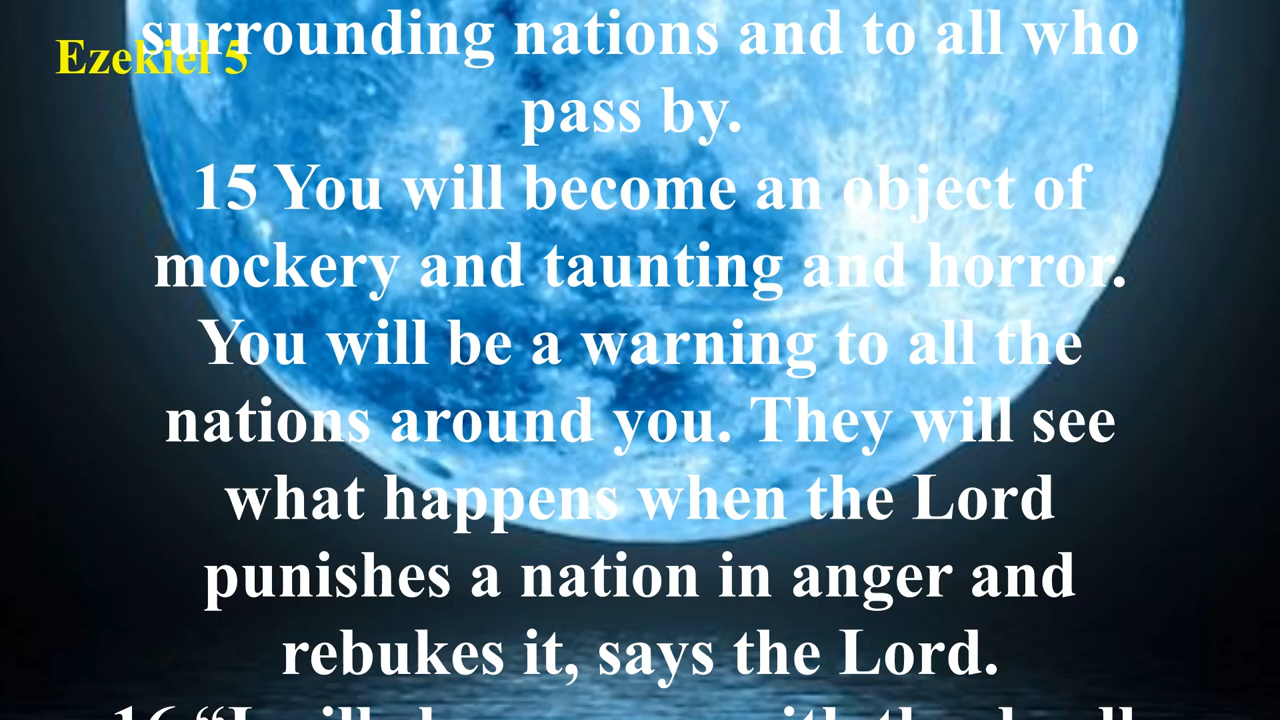 Ezekiel 5
surrounding nations and to all who
pass by.
15 You will become an object of
mockery and taunting and horror.
You will be a warning to all the
nations around you. They will see
what happens when the Lord
punishes a nation in anger and
rebukes it, says the Lord.
16 “I will